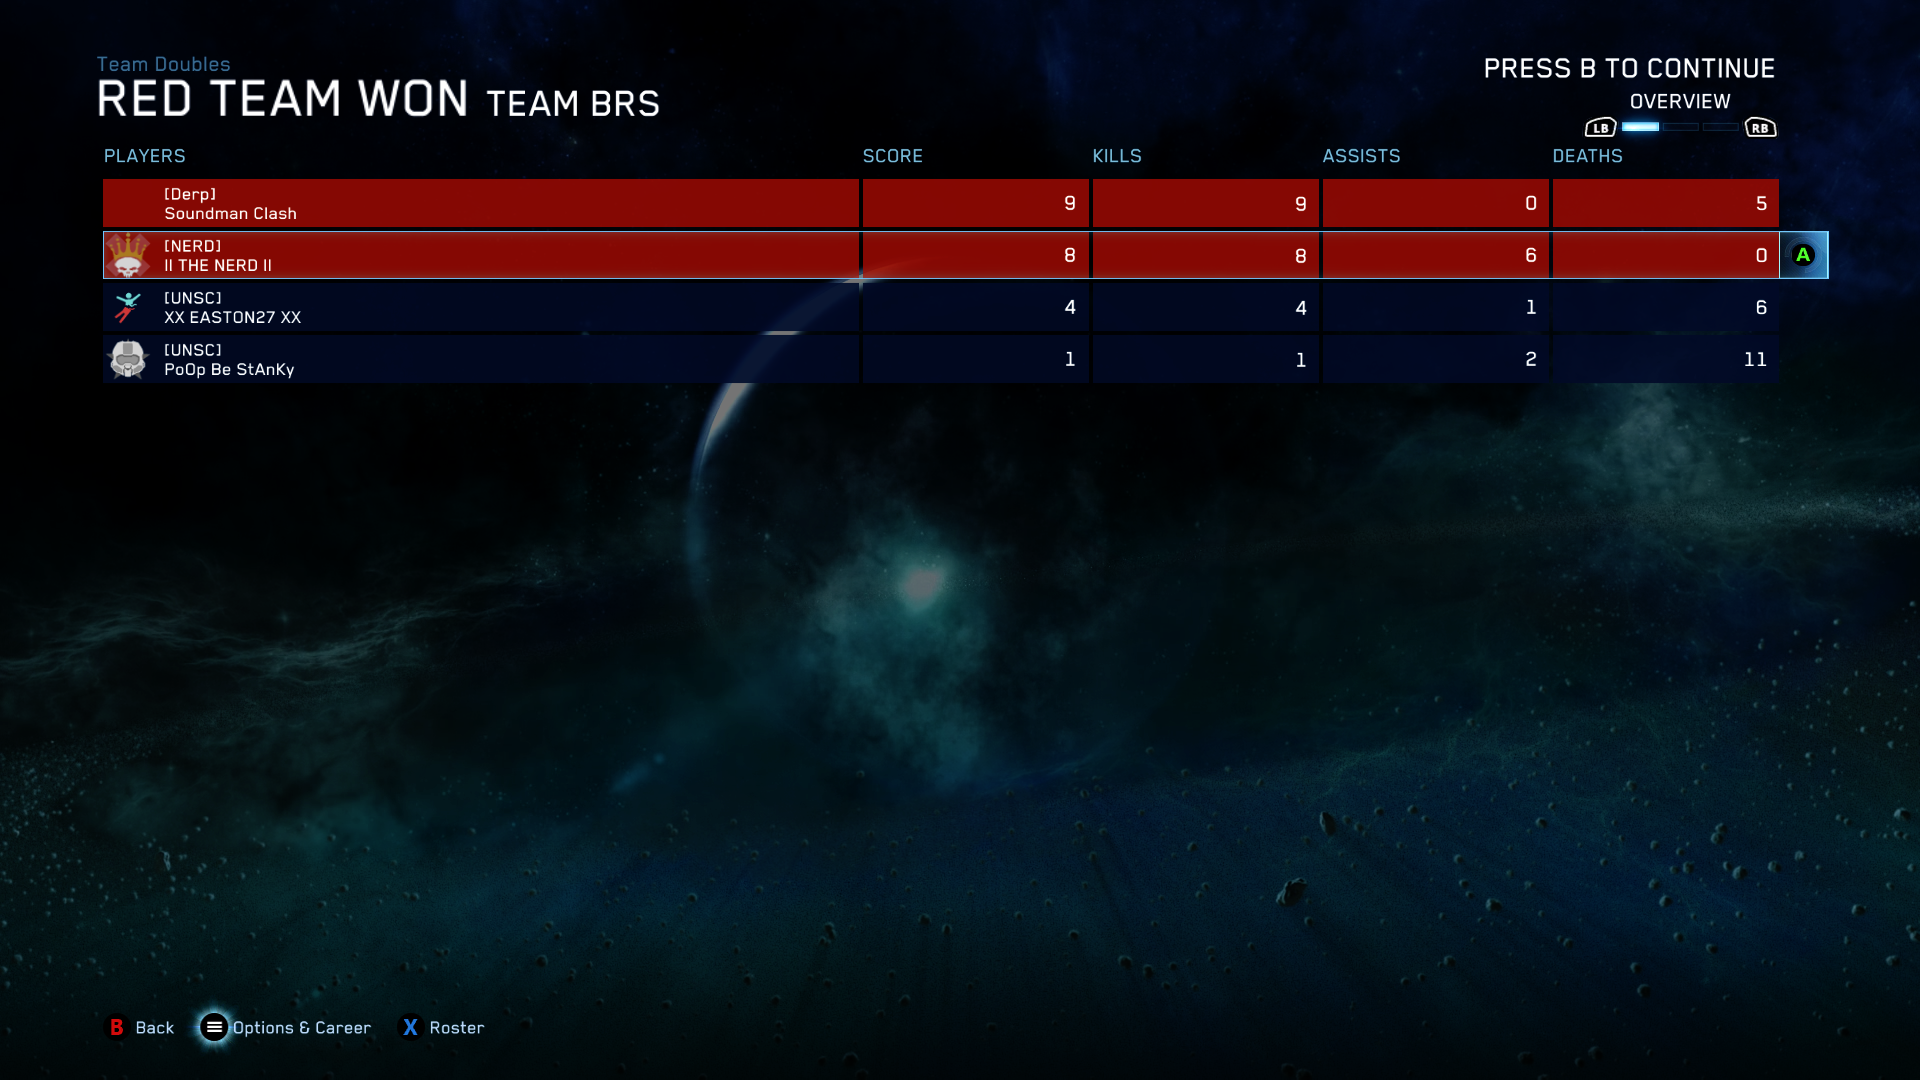 Team Doubles
RED TEAM WON TEAM BRS
PRESS B TO CONTINUE
OVERVIEW
LB RB
PLAYERS SCORE KILLS ASSISTS DEATHS
[Derp]
Soundman Clash 9 9 0 5
[NERD]
II THE NERD II 8 8 6 0 A
[UNSC]
XX EASTON27 XX 4 4 1 6
[UNSC]
PoOp Be StAnKy 1 1 2 11
B Back Options & Career X Roster